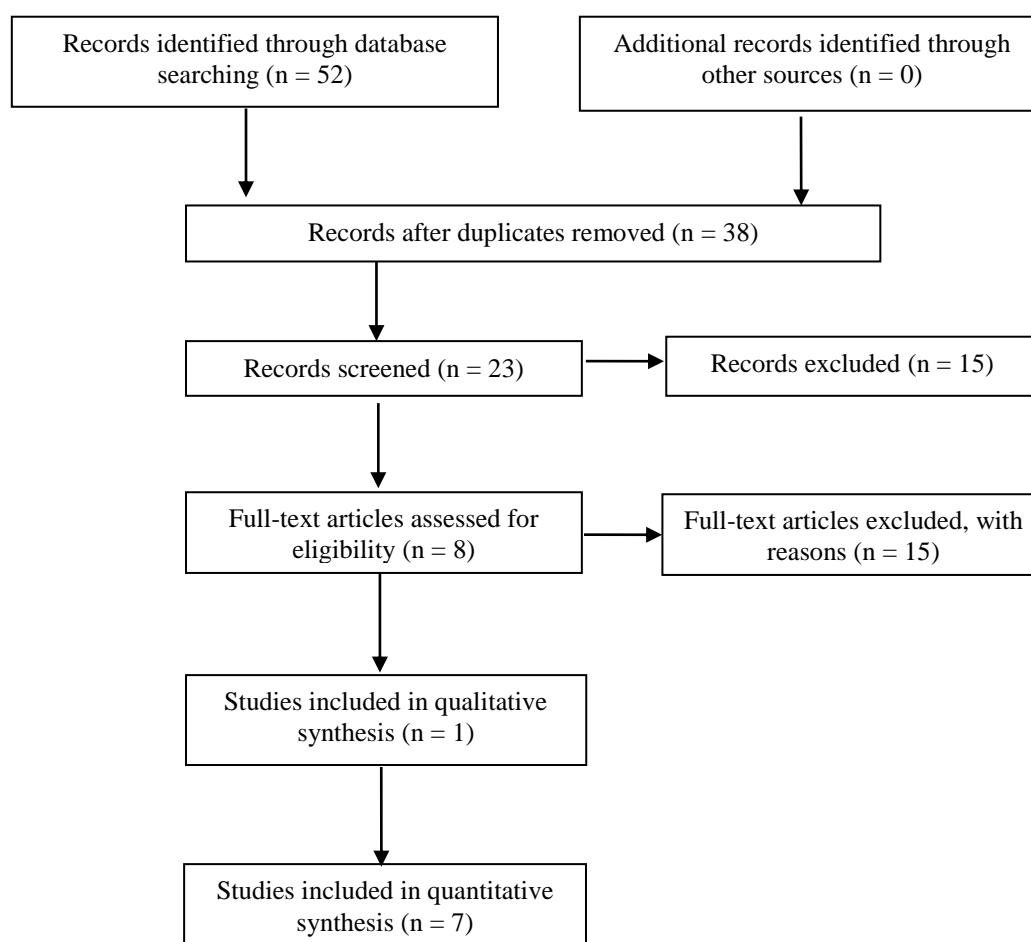 Records identified through database
searching (n = 52)
Additional records identified through
other sources (n = 0)
Records after duplicates removed (n = 38)
Records screened (n = 23)
Records excluded (n = 15)
Full-text articles assessed for
eligibility (n = 8)
Full-text articles excluded, with
reasons (n = 15)
Studies included in qualitative
synthesis (n = 1)
Studies included in quantitative
synthesis (n = 7)